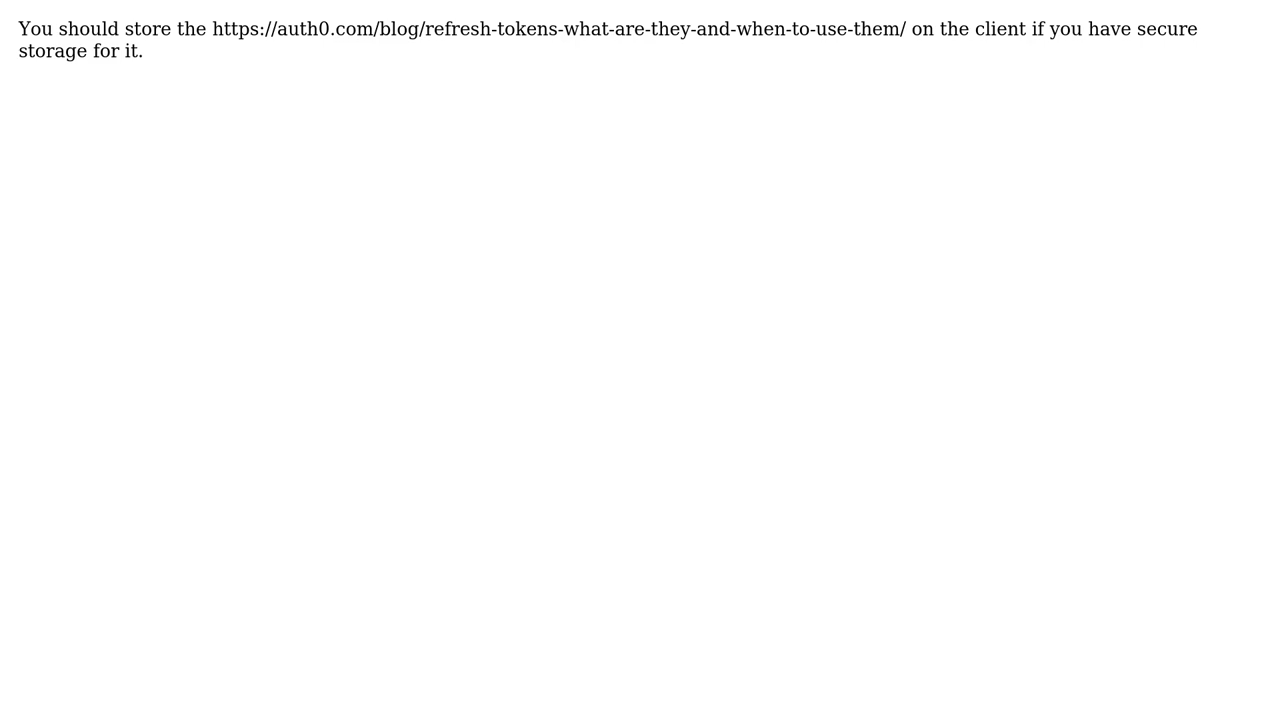 You should store the https://auth0.com/blog/refresh-tokens-what-are-they-and-when-to-use-them/ on the client if you have secure
storage for it.